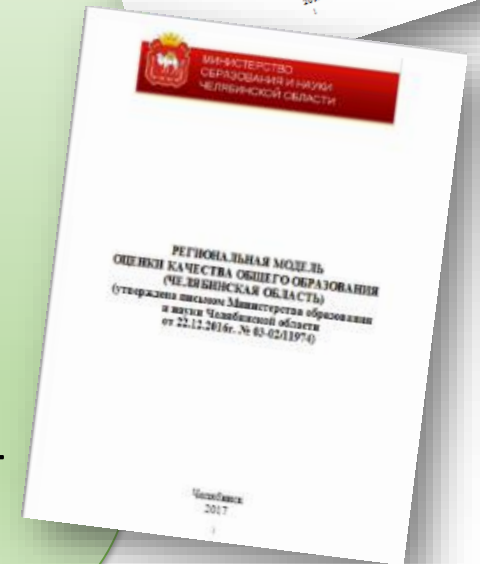 МИНИСТЕРСТВО
ОБРАЗОВАНИЯ И НАУКИ
ЧЕЛЯБИНСКОЙ ОБЛАСТИ
РЕГИОНАЛЬНАЯ МОДЕЛЬ
ОЦЕНКИ КАЧЕСТВА ОБЩЕГО ОБРАЗОВАНИЯ
(ЧЕЛЯБИНСКАЯ ОБЛАСТЬ)
(утверждена письмом Министерства образования
и науки Челябинской области
от 22.12.2016г. № 03-02/11974)
Челябинск
2017